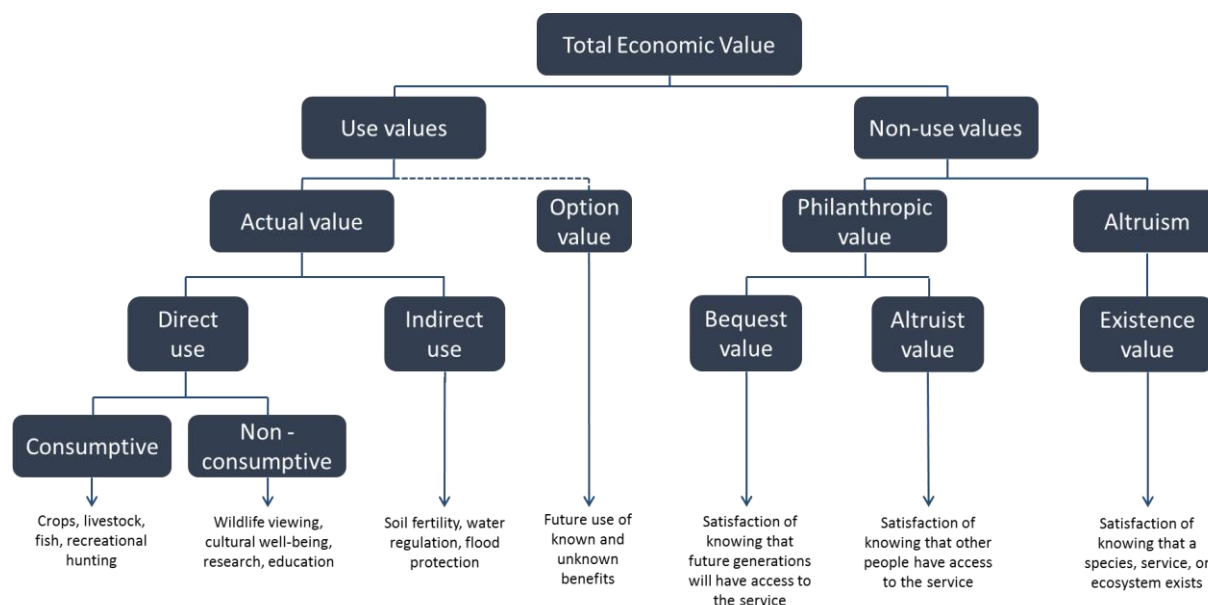 Total Economic Value
Use values
Non-use values
Actual value
Option
value
Philanthropic
value
Altruism
Direct
use
Indirect
use
Bequest
value
Altruist
value
Existence
value
Consumptive
Non -
consumptive
Crops, livestock,
fish, recreational
hunting
Wildlife viewing,
cultural well-being,
research, education
Soil fertility, water
regulation, flood
protection
Future use of
known and
unknown
benefits
Satisfaction of
knowing that
future generations
will have access to
the service
Satisfaction of
knowing that other
people have access
to the service
Satisfaction of
knowing that a
species, service, or
ecosystem exists